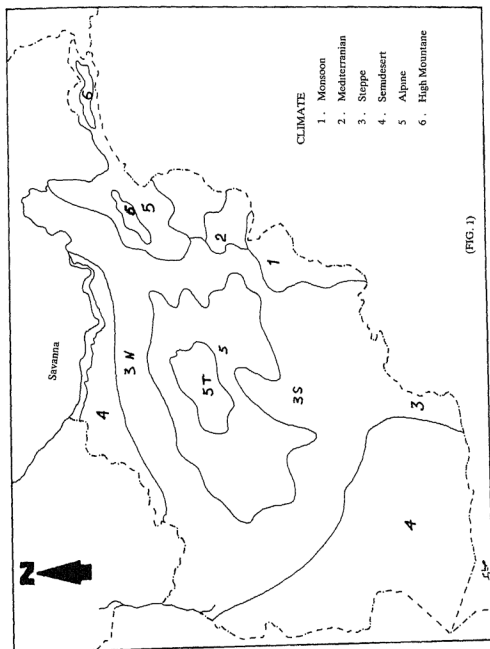 Savanna
N
6
4
6
3N
5
5T
2
5
1
3S
CLIMATE
1 . Monsoon
2 . Mediterranian
3 . Steppe
4 . Semidesert
5 Alpine
6 . High Mountane
4
3
(FIG. 1)